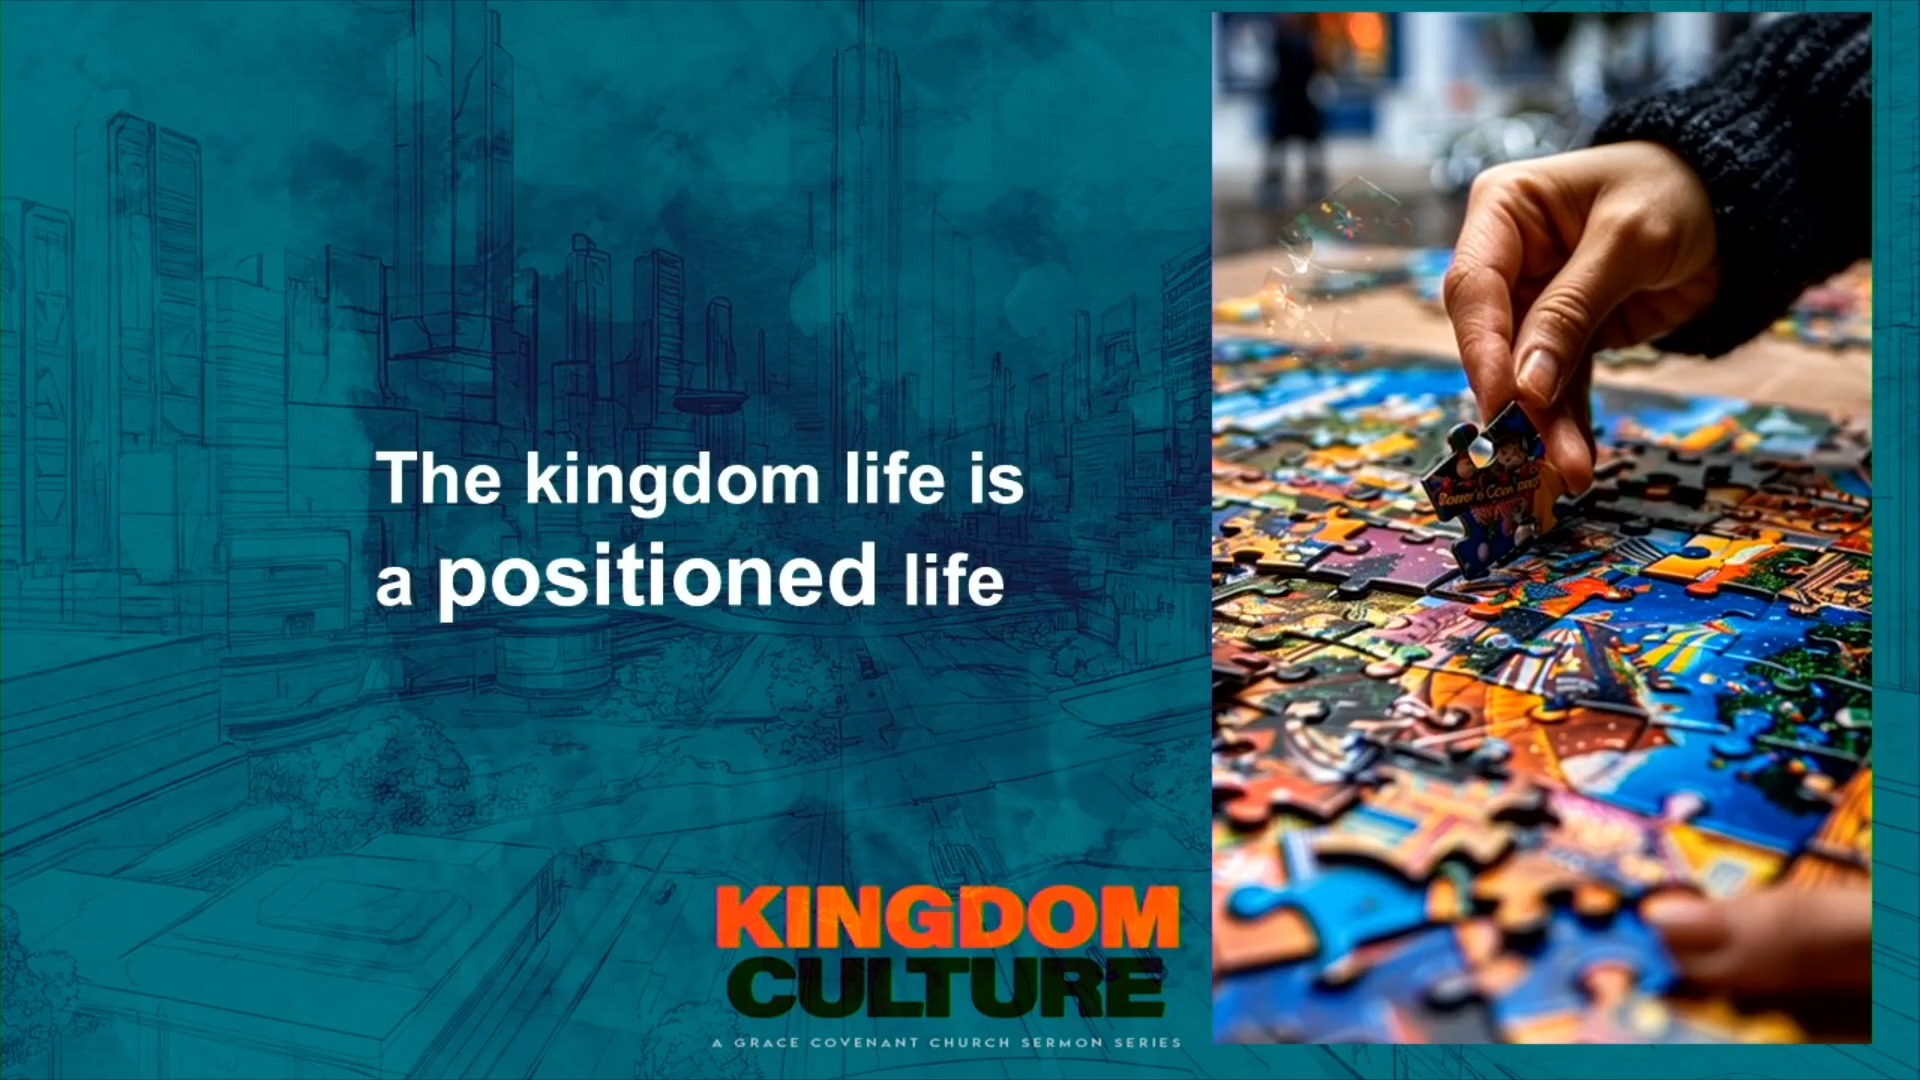 The kingdom life is
a positioned life
KINGDOM
CULTURE
A GRACE COVENANT CHURCH SERMON SERIES